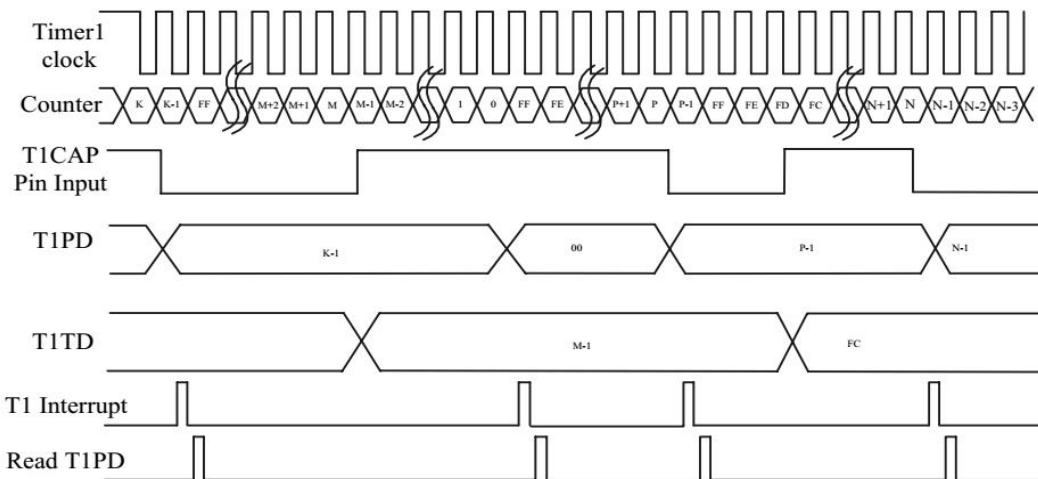 Timer1
clock
Counter K K-1 FF M+2 M+1 M M-1 M-2 1 0 FF FE P+1 P P-1 FF FE FD FC N+1 N N-1 N-2 N-3
T1CAP
Pin Input
T1PD K-1 00 P-1 N-1
T1TD M-1 FC
T1 Interrupt
Read T1PD